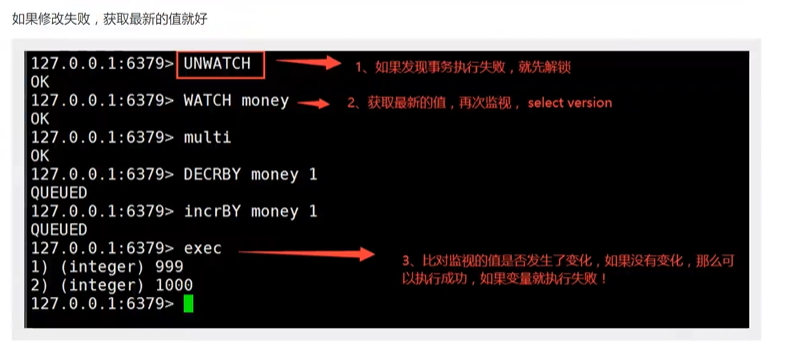 如果修改失败，获取最新的值就好
127.0.0.1:6379> UNWATCH
1、如果发现事务执行失败，就先解锁
OK
127.0.0.1:6379> WATCH money
2、获取最新的值，再次监视， select version
OK
127.0.0.1:6379> multi
OK
127.0.0.1:6379> DECRBY money 1
QUEUED
127.0.0.1:6379> incrBY money 1
QUEUED
127.0.0.1:6379> exec
3、比对监视的值是否发生了变化，如果没有变化，那么可
以执行成功，如果变量就执行失败！
1) (integer) 999
2) (integer) 1000
127.0.0.1:6379>